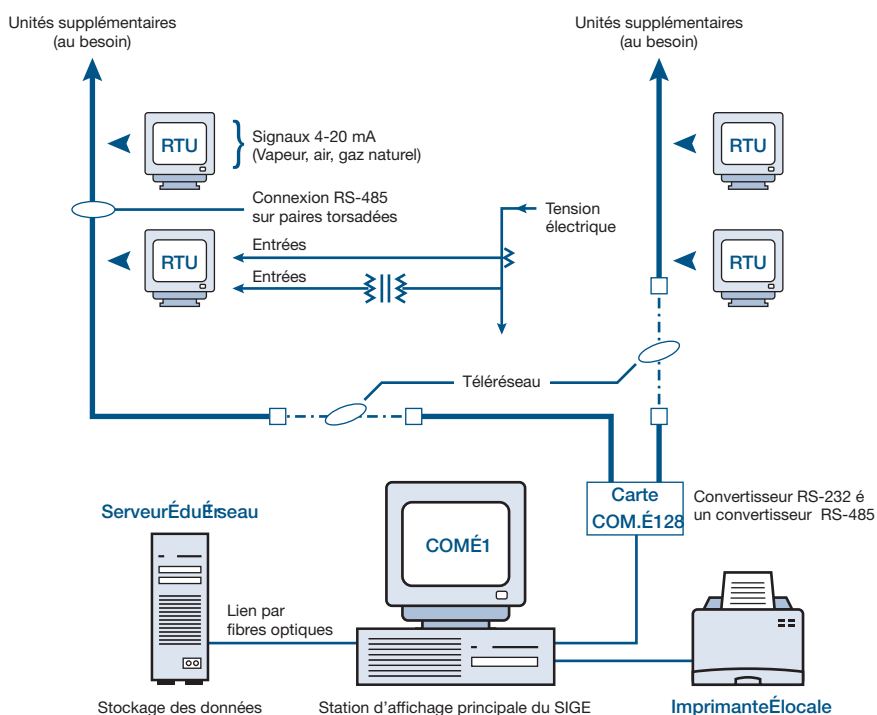 Unités supplémentaires
(au besoin)
Unités supplémentaires
(au besoin)
RTU
Signaux 4-20 mA
(Vapeur, air, gaz naturel)
RTU
Connexion RS-485
sur paires torsadées
Tension
électrique
Entrées
RTU
Entrées
RTU
Téléréseau
Carte
COM.É128
Convertisseur RS-232 é
un convertisseur RS-485
ServeurÉduÉrseau
COMÉ1
Lien par
fibres optiques
Stockage des données
Station d'affichage principale du SIGE
ImprimanteÉlocale